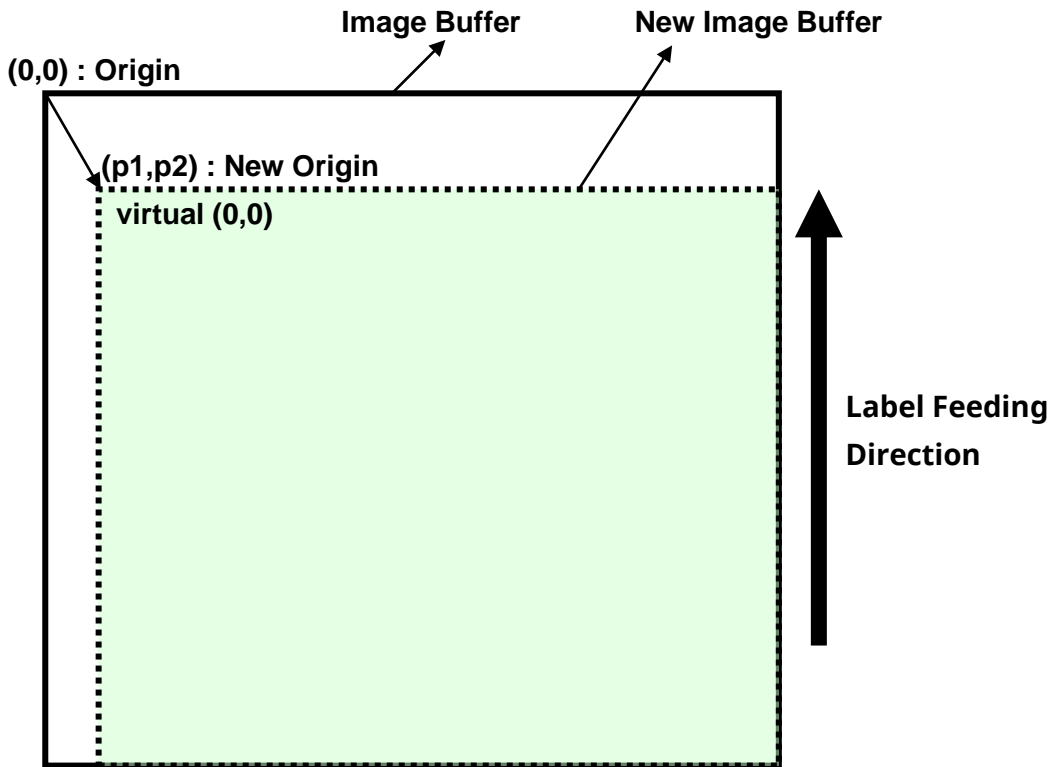 Image Buffer
New Image Buffer
(0,0) : Origin
(p1,p2) : New Origin
virtual (0,0)
Label Feeding
Direction